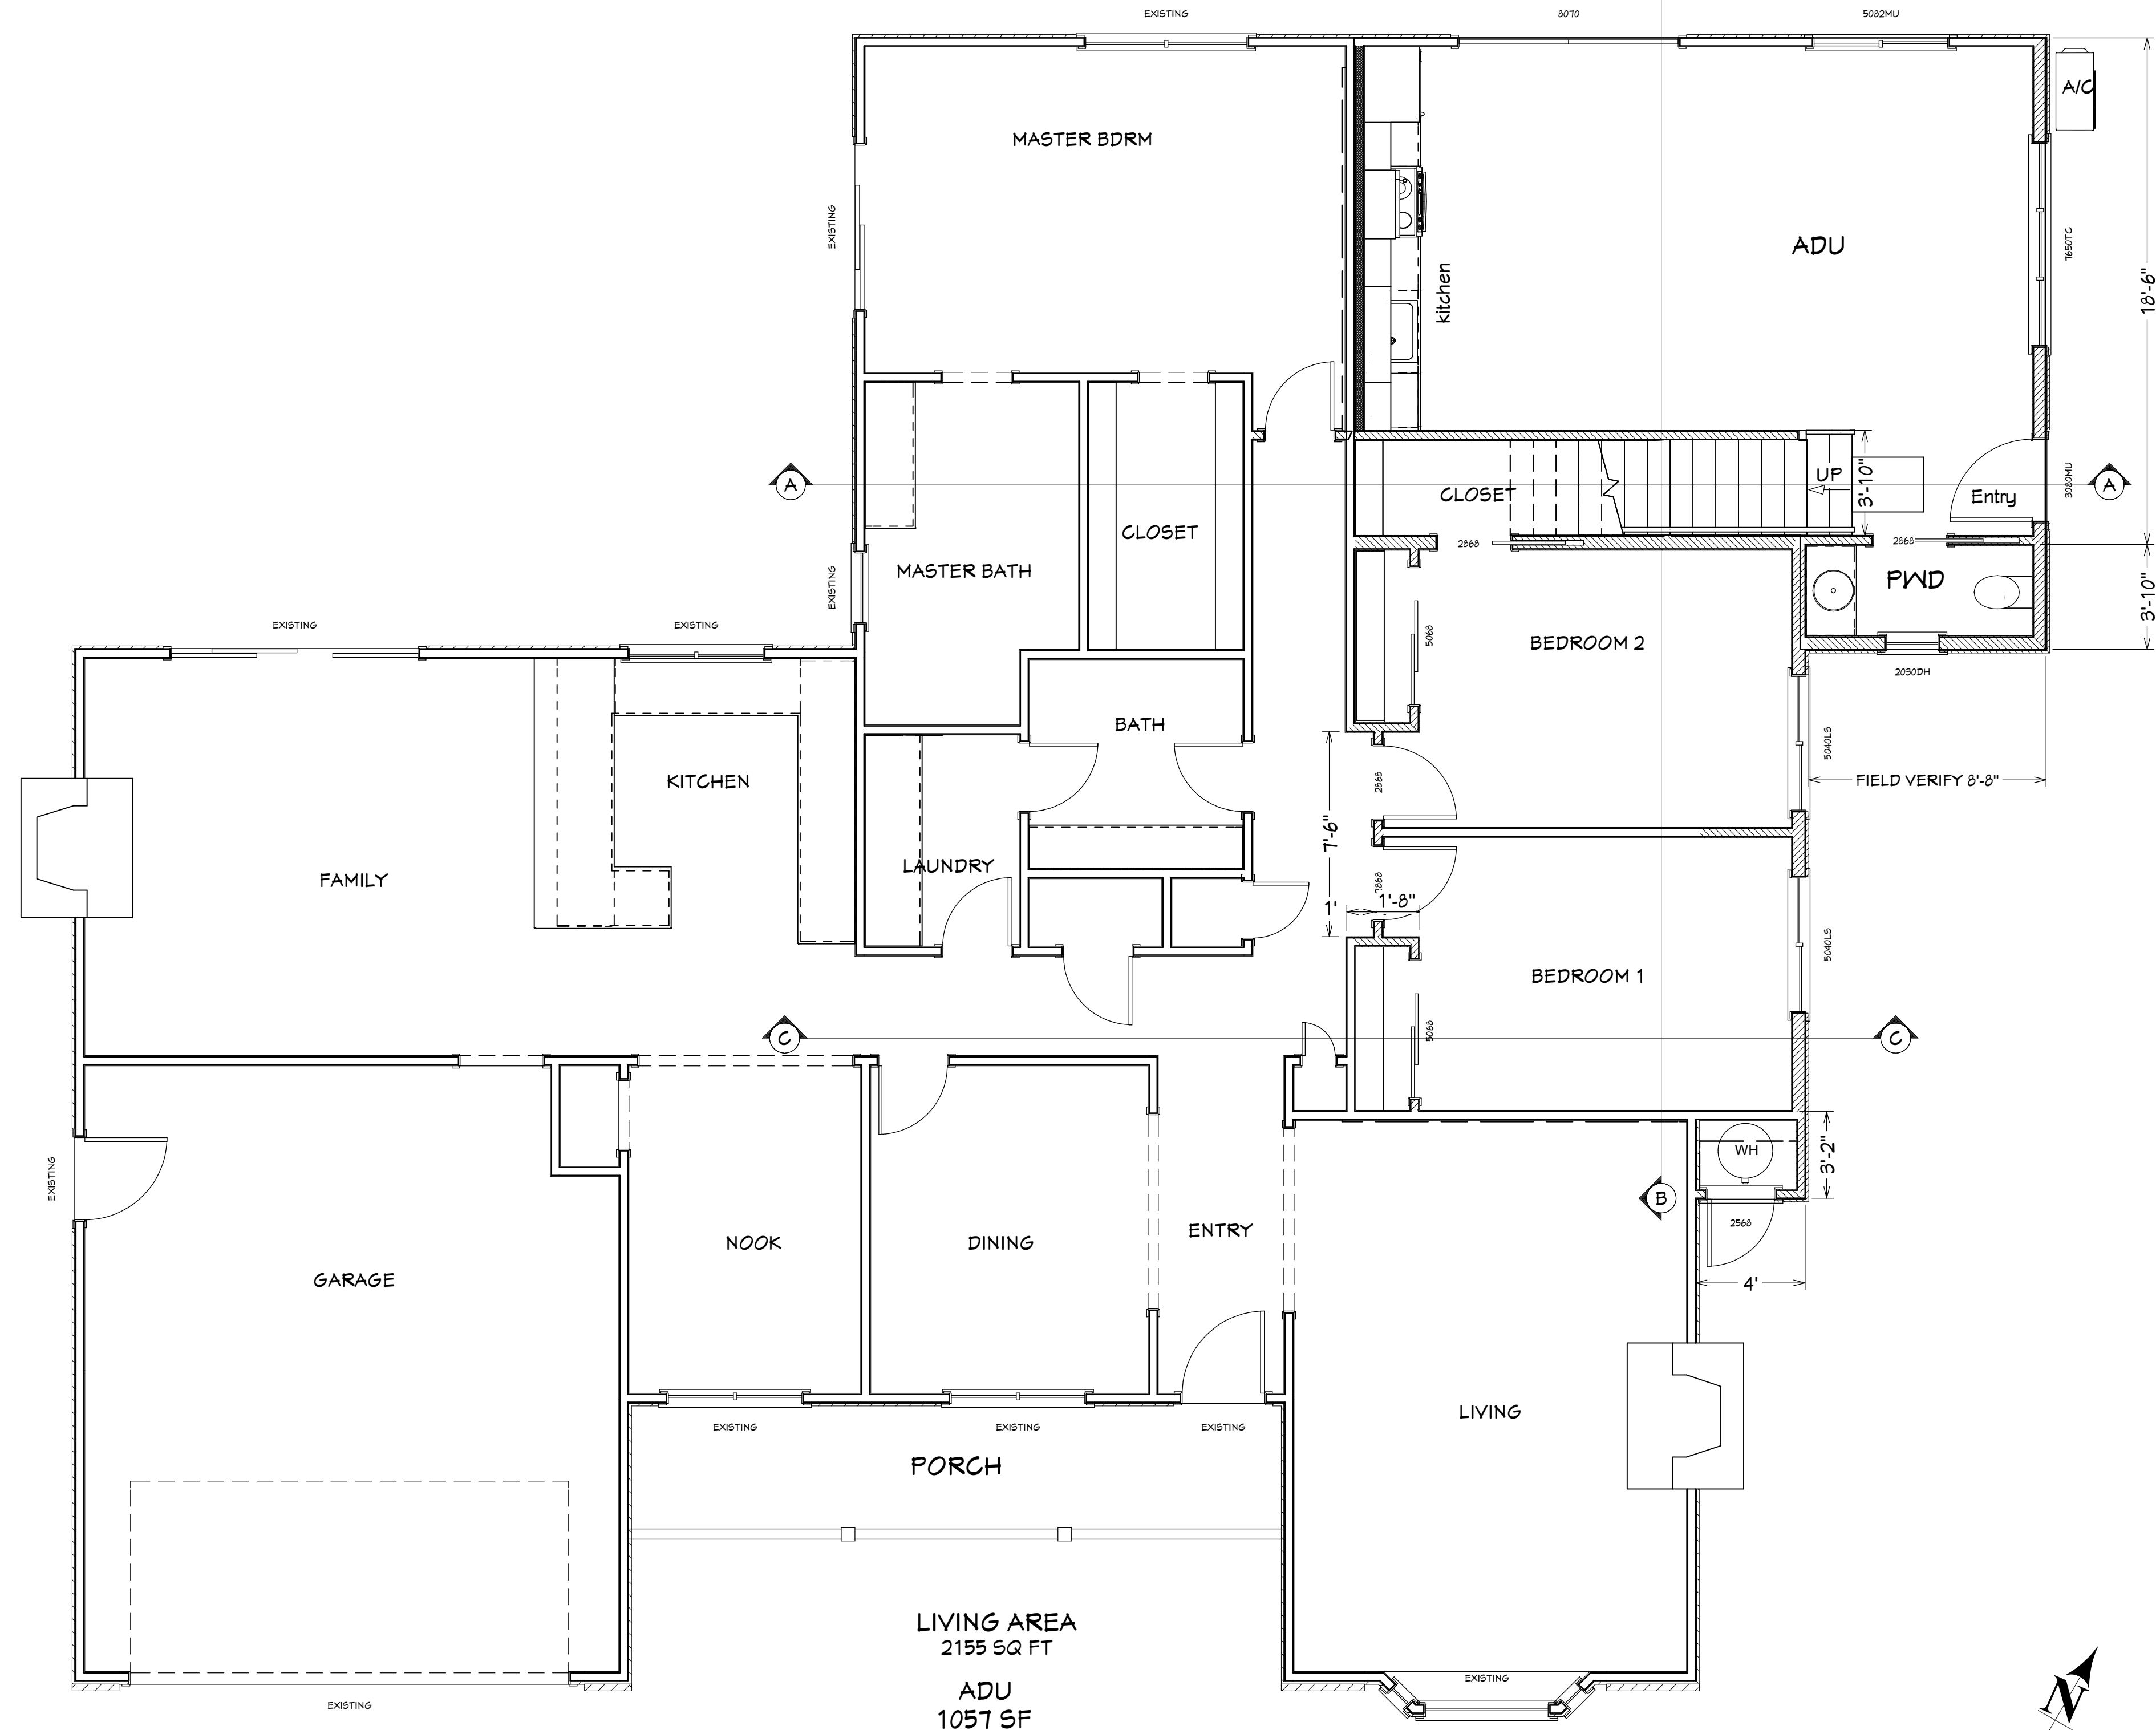 EXISTING
8070
5082MU
A/C
MASTER BDRM
EXISTING
ADU
kitchen
7650TC
18'-6"
A
CLOSET
UP
3'-10"
Entry
3080MU
A
CLOSET
2868
2868
MASTER BATH
EXISTING
PWD
3'-10"
EXISTING
EXISTING
5068
BEDROOM 2
2030DH
BATH
5040LS
KITCHEN
2868
FIELD VERIFY 8'-8"
7'-6"
LAUNDRY
FAMILY
2868
1'
1'-8"
5040LS
BEDROOM 1
C
5068
C
EXISTING
WH
3'-2"
B
2568
NOOK
DINING
ENTRY
GARAGE
4'
LIVING
EXISTING
EXISTING
EXISTING
PORCH
LIVING AREA
2155 SQ FT
ADU
1057 SF
EXISTING
EXISTING
N